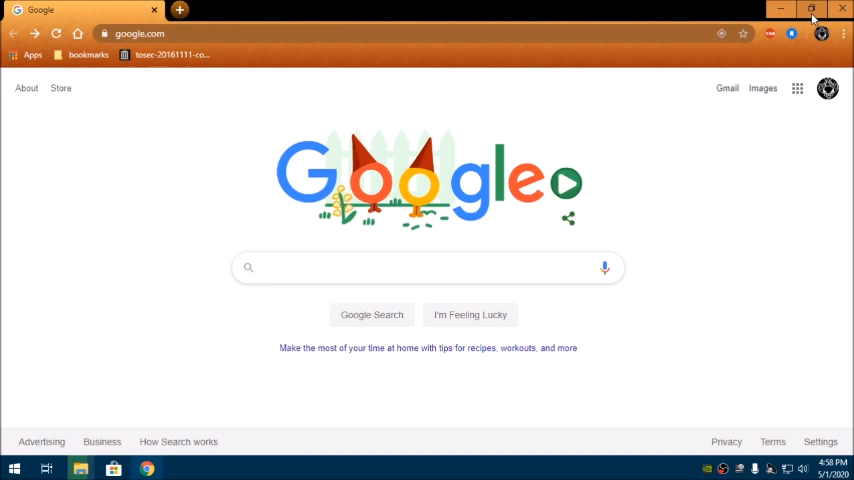 Google
google.com
Apps
bookmarks
tosec-20161111-co...
About
Store
Gmail
Images
Google
Google Search
I'm Feeling Lucky
Make the most of your time at home with tips for recipes, workouts, and more
Advertising
Business
How Search works
Privacy
Terms
Settings
4:58 PM
5/1/2020